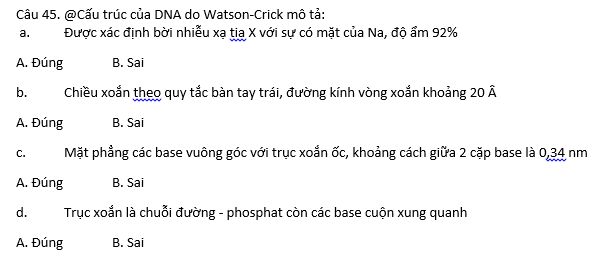 Câu 45. @Cấu trúc của DNA do Watson-Crick mô tả:
a. Được xác định bời nhiễu xạ tia X với sự có mặt của Na, độ ẩm 92%
A. Đúng B. Sai
b. Chiều xoắn theo quy tắc bàn tay trái, đường kính vòng xoắn khoảng 20 Â
A. Đúng B. Sai
c. Mặt phẳng các base vuông góc với trục xoắn ốc, khoảng cách giữa 2 cặp base là 0,34 nm
A. Đúng B. Sai
d. Trục xoắn là chuỗi đường - phosphat còn các base cuộn xung quanh
A. Đúng B. Sai